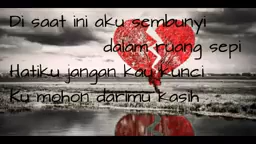 Di saat ini aku sembunyi
dalam ruang sepi
Hatiku jangan kau kunci
Ku mohon darimu kasih